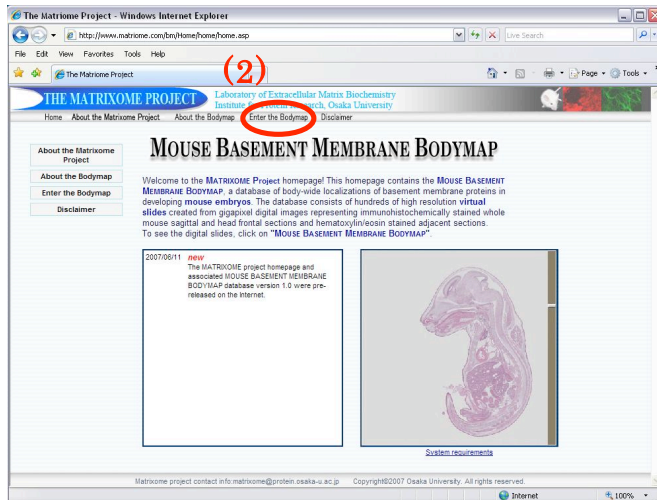 The Matriome Project - Windows Internet Explorer
http://www.matriome.com/bm/Home/home/home.asp
Live Search
File Edit View Favorites Tools Help
The Matriome Project
Page Tools
(2)
THE MATRIXOME PROJECT
Laboratory of Extracellular Matrix Biochemistry
Institute for Protein Research, Osaka University
Home About the Matrixome Project About the Bodymap Enter the Bodymap Disclaimer
About the Matrixome
Project
About the Bodymap
Enter the Bodymap
Disclaimer
MOUSE BASEMENT MEMBRANE BODYMAP
Welcome to the MATRIXOME Project homepage! This homepage contains the MOUSE BASEMENT
MEMBRANE BODYMAP, a database of body-wide localizations of basement membrane proteins in
developing mouse embryos. The database consists of hundreds of high resolution virtual
slides created from gigapixel digital images representing immunohistochemically stained whole
mouse sagittal and head frontal sections and hematoxylin/eosin stained adjacent sections.
To see the digital slides, click on "MOUSE BASEMENT MEMBRANE BODYMAP".
2007/06/11 new
The MATRIXOME project homepage and
associated MOUSE BASEMENT MEMBRANE
BODYMAP database version 1.0 were pre-
released on the Internet.
System requirements
Matrixome project contact info:matrixome@protein.osaka-u.ac.jp Copyright©2007 Osaka University. All rights reserved.
Internet 100%